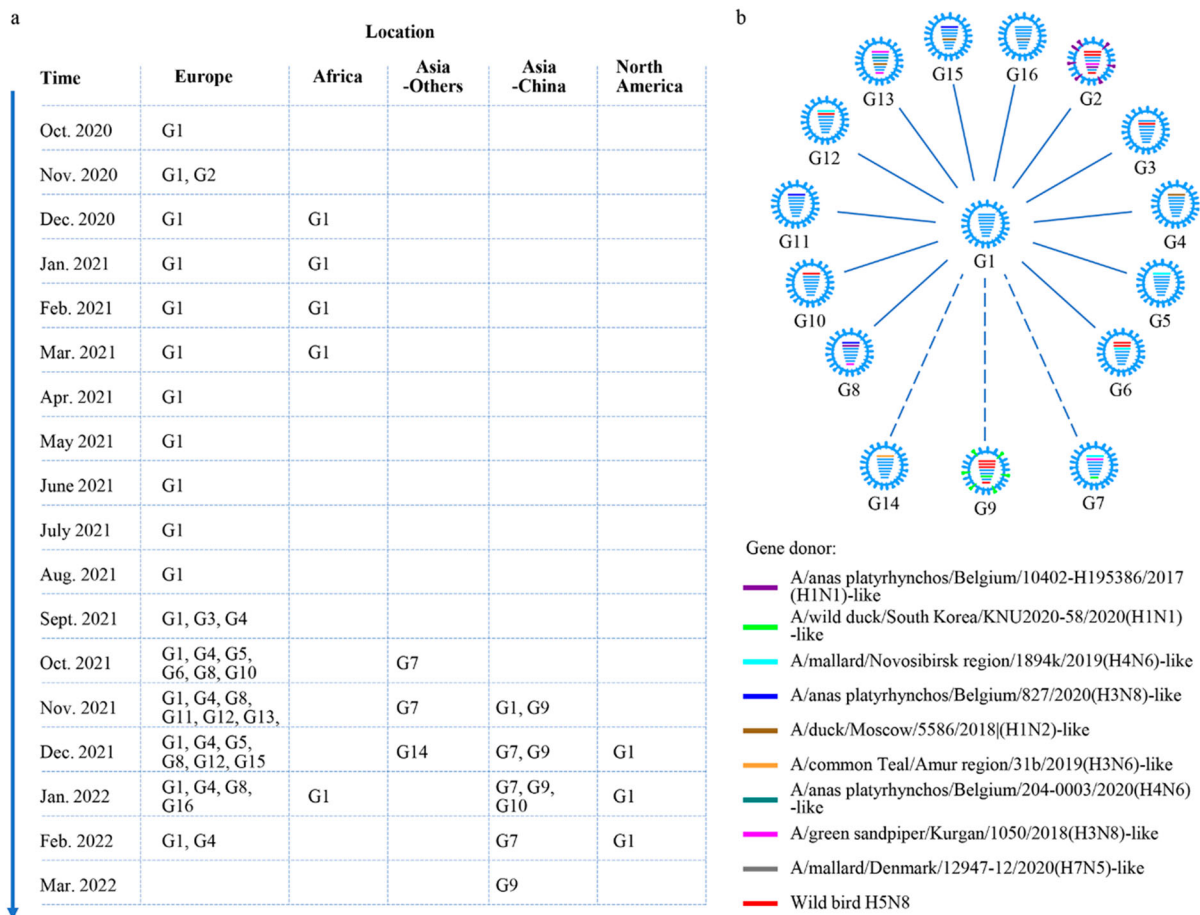 a
Location
Time Europe Africa Asia -Others Asia -China North America
Oct. 2020 G1
Nov. 2020 G1, G2
Dec. 2020 G1 G1
Jan. 2021 G1 G1
Feb. 2021 G1 G1
Mar. 2021 G1 G1
Apr. 2021 G1
May 2021 G1
June 2021 G1
July 2021 G1
Aug. 2021 G1
Sept. 2021 G1, G3, G4
Oct. 2021 G1, G4, G5, G6, G8, G10 G7
Nov. 2021 G1, G4, G8, G11, G12, G13, G7 G1, G9
Dec. 2021 G1, G4, G5, G8, G12, G15 G14 G7, G9 G1
Jan. 2022 G1, G4, G8, G16 G1 G7, G9, G10 G1
Feb. 2022 G1, G4 G7 G1
Mar. 2022 G9
b
G15
G16
G13
G2
G12
G3
G11
G4
G1
G10
G5
G8
G6
G14
G9
G7
Gene donor:
A/anas platyrhynchos/Belgium/10402-H195386/2017
(H1N1)-like
A/wild duck/South Korea/KNU2020-58/2020(H1N1)
-like
A/mallard/Novosibirsk region/1894k/2019(H4N6)-like
A/anas platyrhynchos/Belgium/827/2020(H3N8)-like
A/duck/Moscow/5586/2018|(H1N2)-like
A/common Teal/Amur region/31b/2019(H3N6)-like
A/anas platyrhynchos/Belgium/204-0003/2020(H4N6)
-like
A/green sandpiper/Kurgan/1050/2018(H3N8)-like
A/mallard/Denmark/12947-12/2020(H7N5)-like
Wild bird H5N8